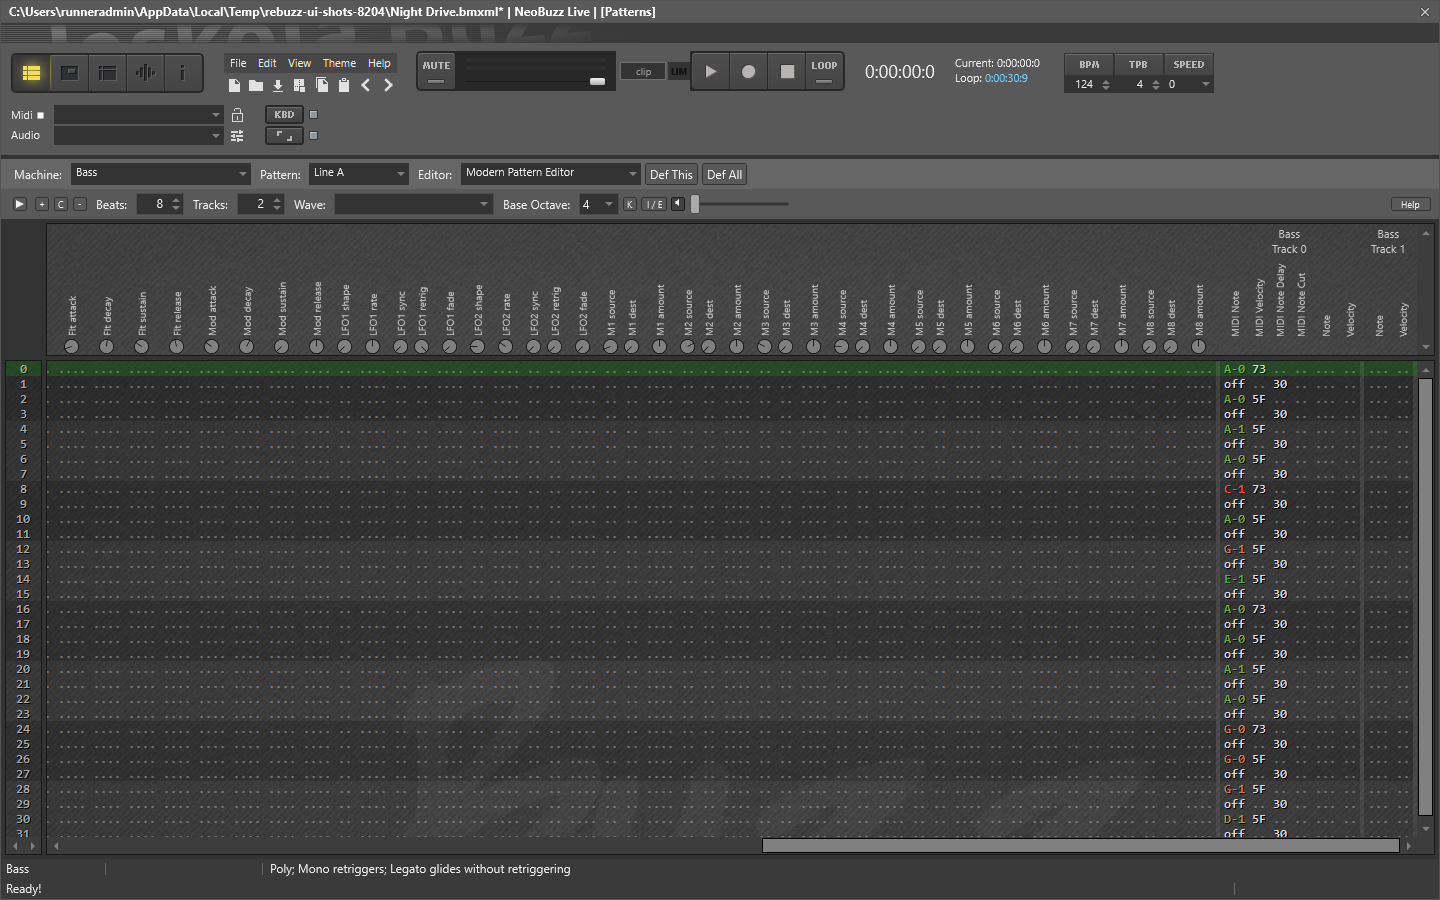 C:\Users\runneradmin\AppData\Local\Temp\rebuzz-ui-shots-8204\Night Drive.bmxml* | NeoBuzz Live | [Patterns]
File Edit View Theme Help
MUTE
clip LIM
LOOP
0:00:00:0
Current: 0:00:00:0
Loop: 0:00:30:9
BPM TPB SPEED
124 4 0
Midi
KBD
Audio
Machine: Bass Pattern: Line A Editor: Modern Pattern Editor Def This Def All
+ C - Beats: 8 Tracks: 2 Wave: Base Octave: 4 K I / E Help
Bass Bass
Track 0 Track 1
Flt attack Flt decay Flt sustain Flt release Mod attack Mod decay Mod sustain Mod release LFO1 shape LFO1 rate LFO1 sync LFO1 retrig LFO1 fade LFO2 shape LFO2 rate LFO2 sync LFO2 retrig LFO2 fade M1 source M1 dest M1 amount M2 source M2 dest M2 amount M3 source M3 dest M3 amount M4 source M4 dest M4 amount M5 source M5 dest M5 amount M6 source M6 dest M6 amount M7 source M7 dest M7 amount M8 source M8 dest M8 amount MIDI Note MIDI Velocity MIDI Note Delay MIDI Note Cut Note Velocity Note Velocity
0 A-0 73
1 off 30
2 A-0 5F
3 off 30
4 A-1 5F
5 off 30
6 A-0 5F
7 off 30
8 C-1 73
9 off 30
10 A-0 5F
11 off 30
12 G-1 5F
13 off 30
14 E-1 5F
15 off 30
16 A-0 73
17 off 30
18 A-0 5F
19 off 30
20 A-1 5F
21 off 30
22 A-0 5F
23 off 30
24 G-0 73
25 off 30
26 G-0 5F
27 off 30
28 G-1 5F
29 off 30
30 D-1 5F
31 off 30
Bass Poly; Mono retriggers; Legato glides without retriggering
Ready!